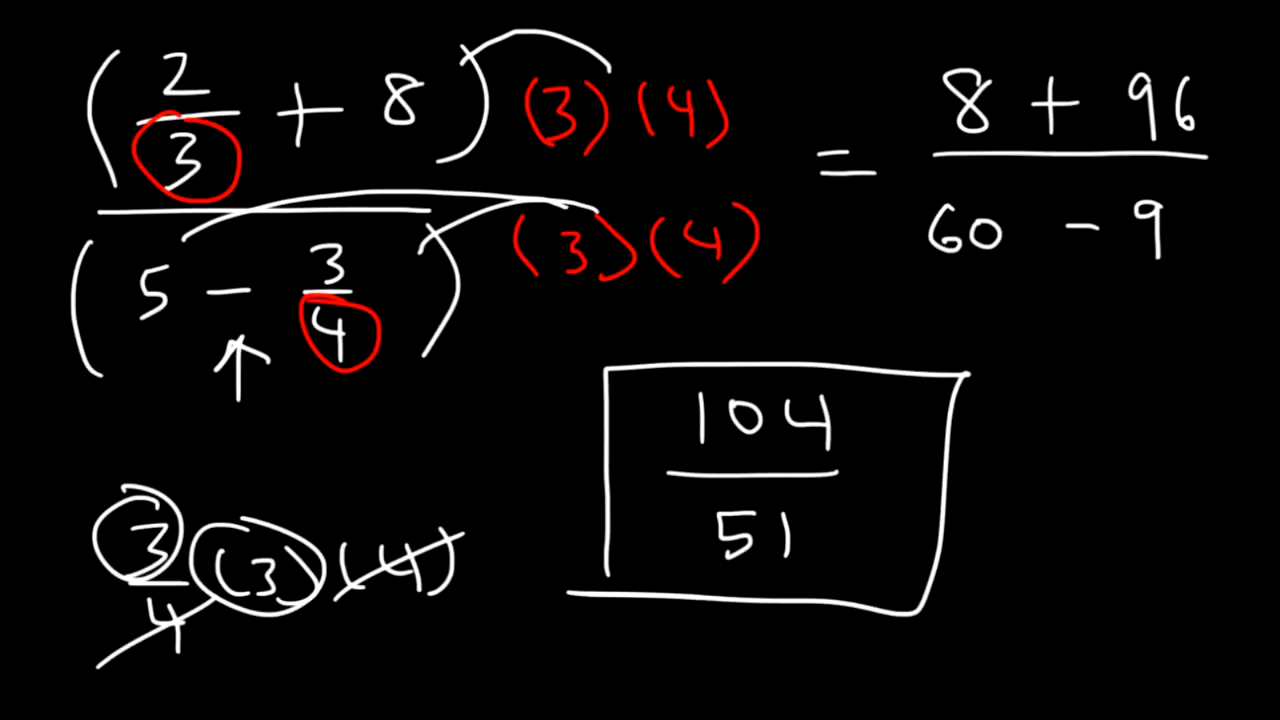 (2/3 + 8) (3) (4)
(5 - 3/4) (3) (4)
= 8 + 96
60 - 9
104
51
3/4 (3) (4)